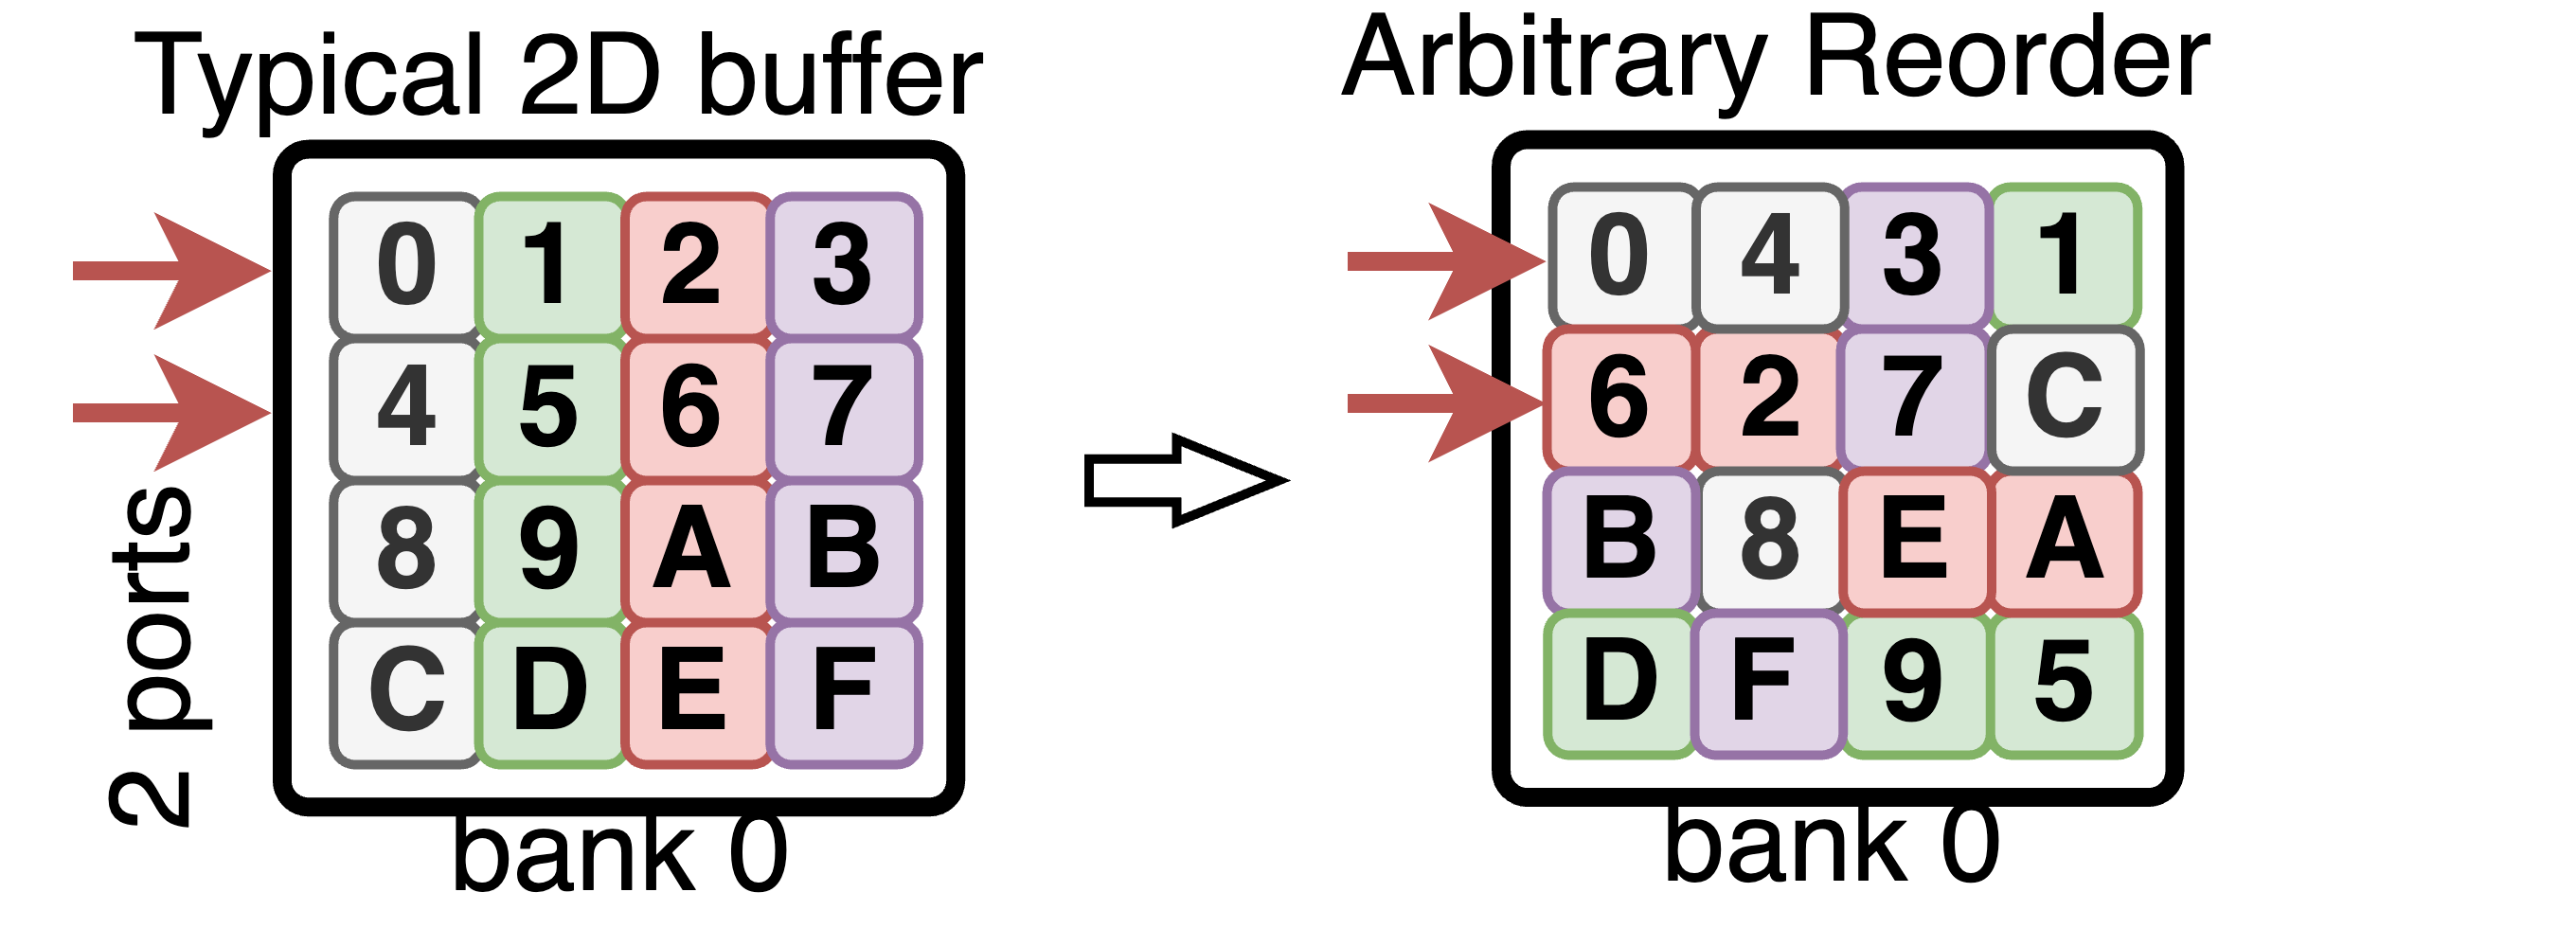 Typical 2D buffer
0 1 2 3
4 5 6 7
8 9 A B
C D E F
2 ports
bank 0
Arbitrary Reorder
0 4 3 1
6 2 7 C
B 8 E A
D F 9 5
bank 0